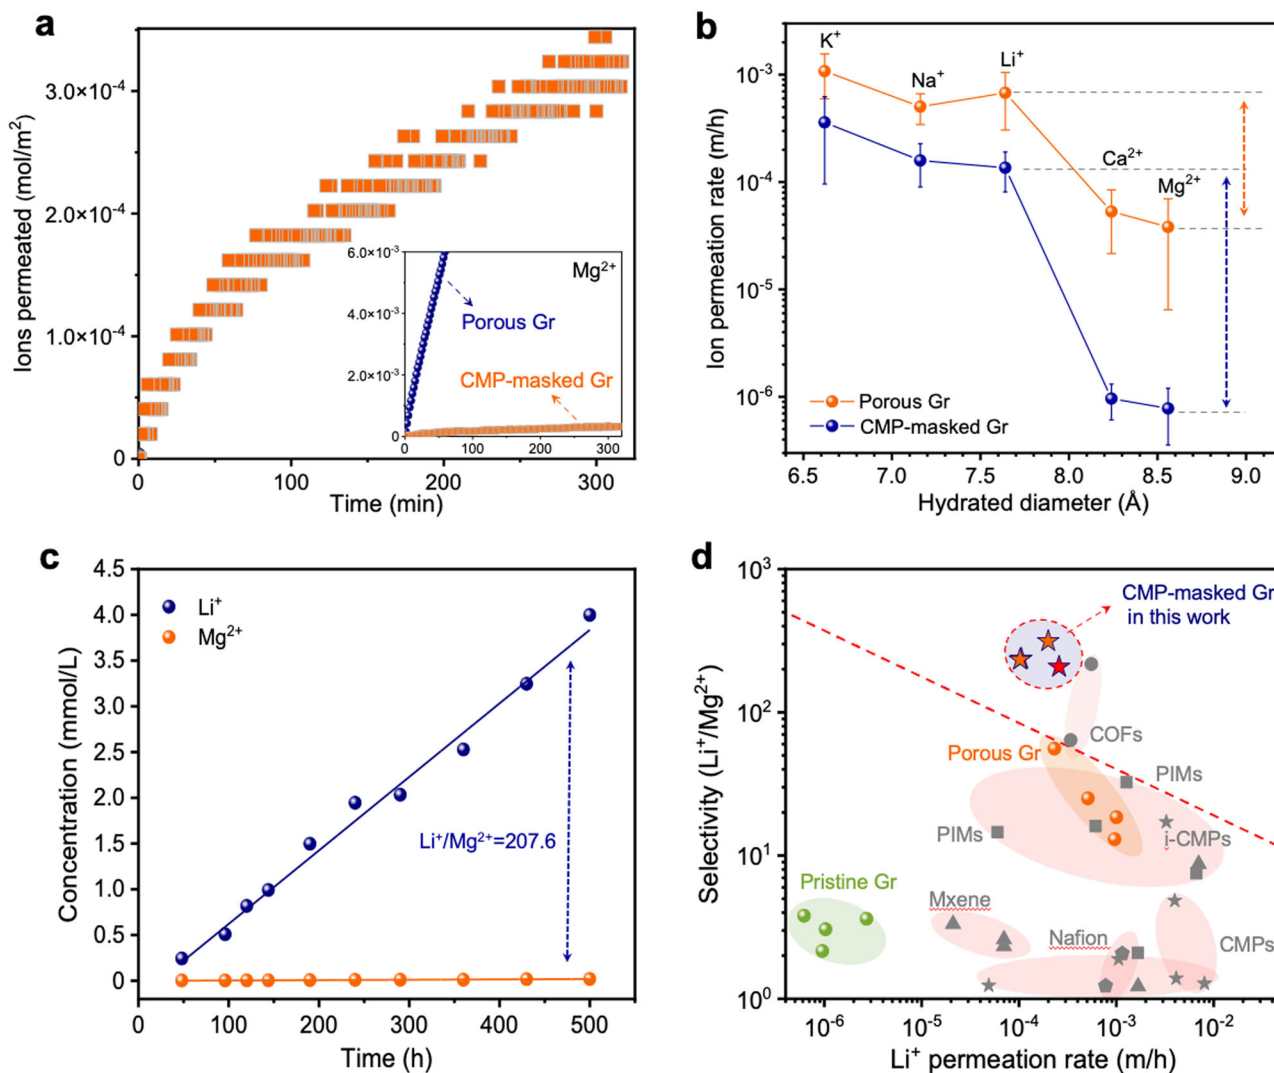 a
Ions permeated (mol/m²)
3.0×10⁻⁴
2.0×10⁻⁴
1.0×10⁻⁴
0
0 100 200 300
Time (min)
6.0×10⁻³
4.0×10⁻³
2.0×10⁻³
0
0 100 200 300
Mg²⁺
Porous Gr
CMP-masked Gr
b
Ion permeation rate (m/h)
10⁻³
10⁻⁴
10⁻⁵
10⁻⁶
K⁺
Na⁺
Li⁺
Ca²⁺
Mg²⁺
Porous Gr
CMP-masked Gr
6.5 7.0 7.5 8.0 8.5 9.0
Hydrated diameter (Å)
c
Concentration (mmol/L)
4.5
4.0
3.5
3.0
2.5
2.0
1.5
1.0
0.5
0
Li⁺
Mg²⁺
Li⁺/Mg²⁺=207.6
0 100 200 300 400 500
Time (h)
d
Selectivity (Li⁺/Mg²⁺)
10³
10²
10¹
10⁰
CMP-masked Gr
in this work
COFs
Porous Gr
PIMs
PIMs
i-CMPs
Pristine Gr
Mxene
Nafion
CMPs
10⁻⁶ 10⁻⁵ 10⁻⁴ 10⁻³ 10⁻²
Li⁺ permeation rate (m/h)